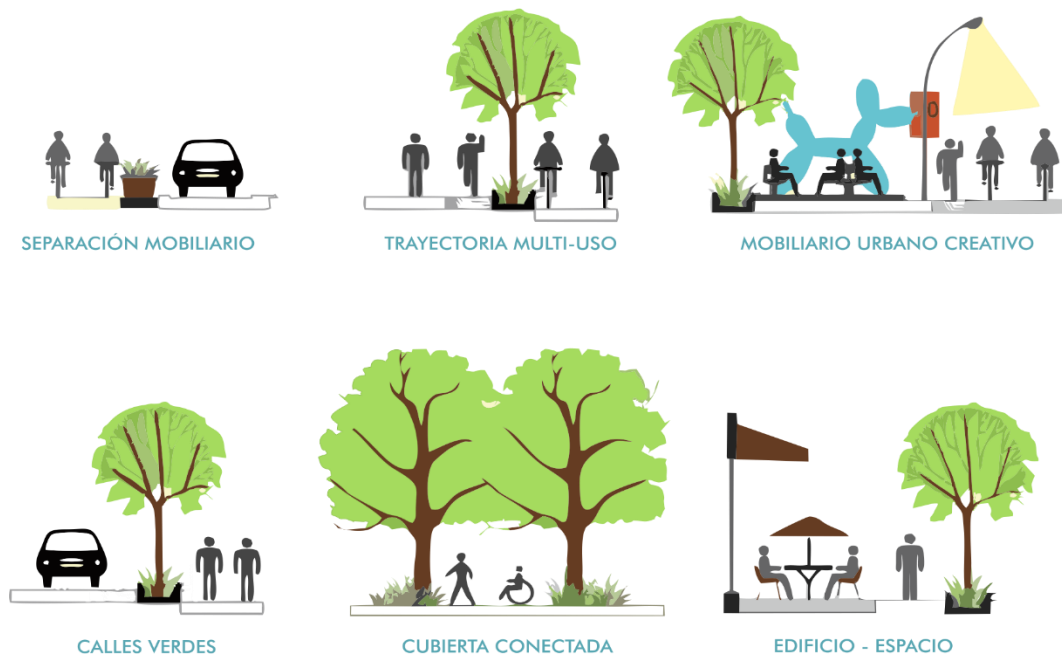 SEPARACIÓN MOBILIARIO
TRAYECTORIA MULTI-USO
MOBILIARIO URBANO CREATIVO
CALLES VERDES
CUBIERTA CONECTADA
EDIFICIO - ESPACIO